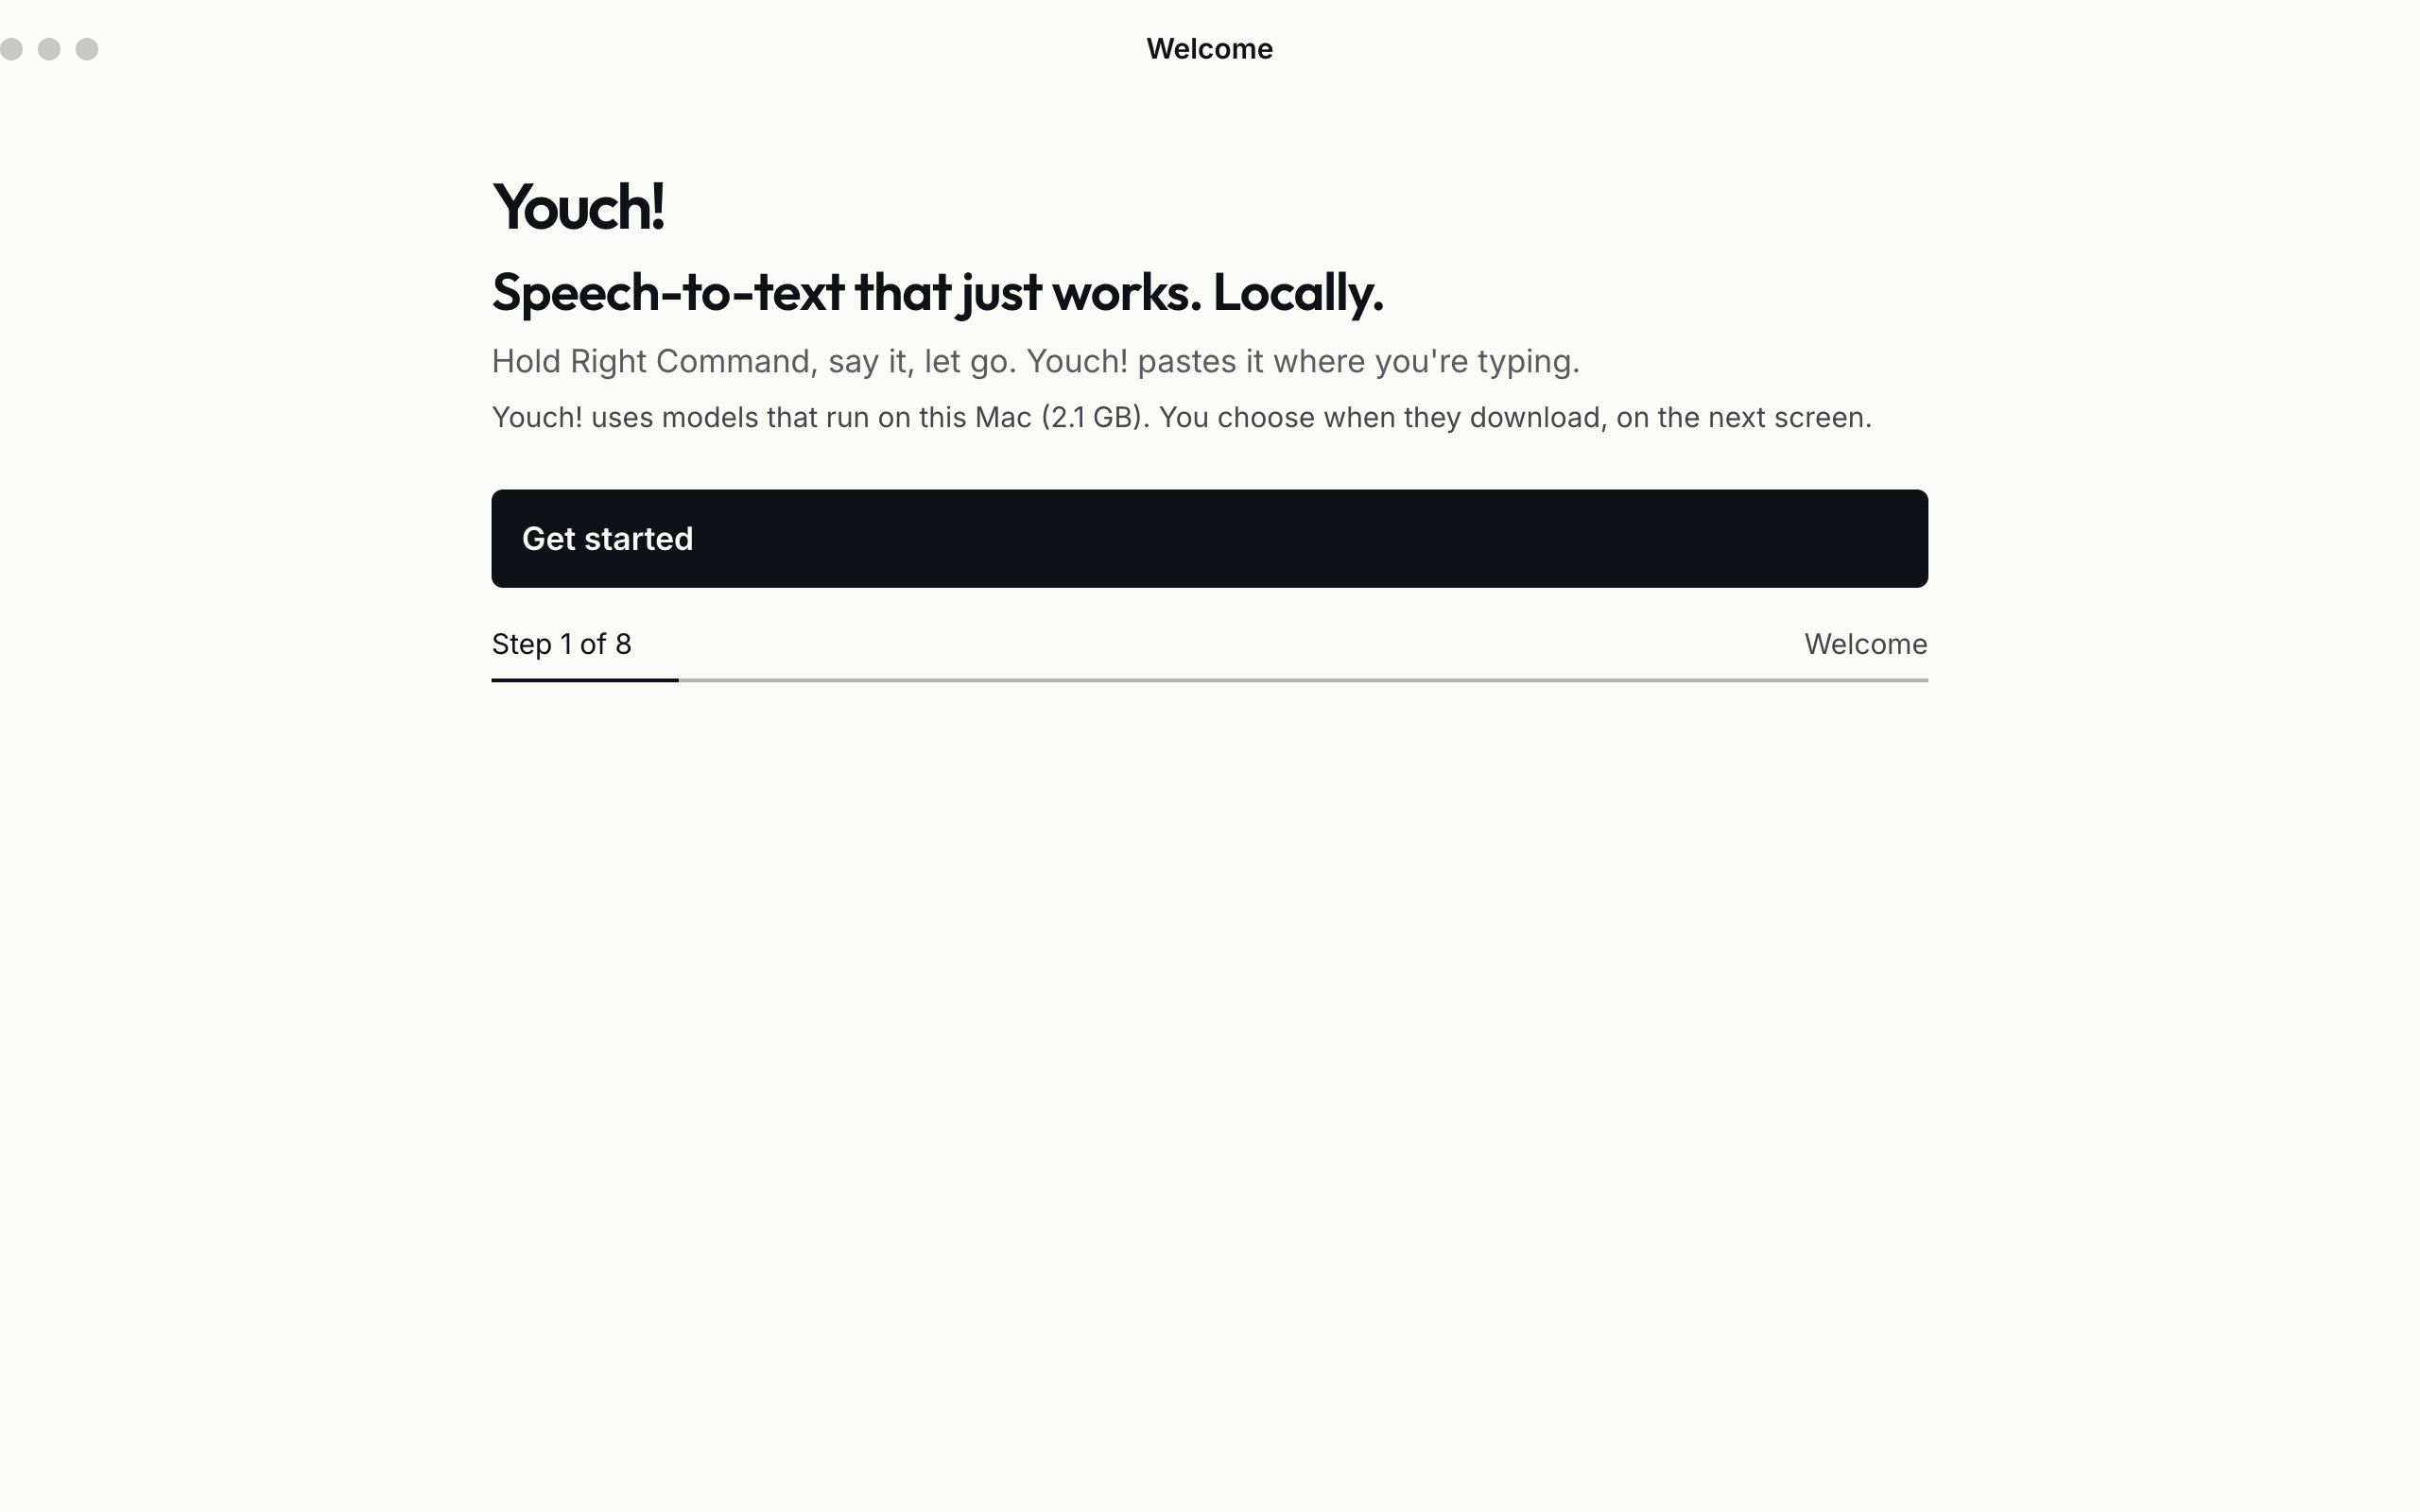 Welcome
Youch!
Speech-to-text that just works. Locally.
Hold Right Command, say it, let go. Youch! pastes it where you're typing.
Youch! uses models that run on this Mac (2.1 GB). You choose when they download, on the next screen.
Get started
Step 1 of 8
Welcome